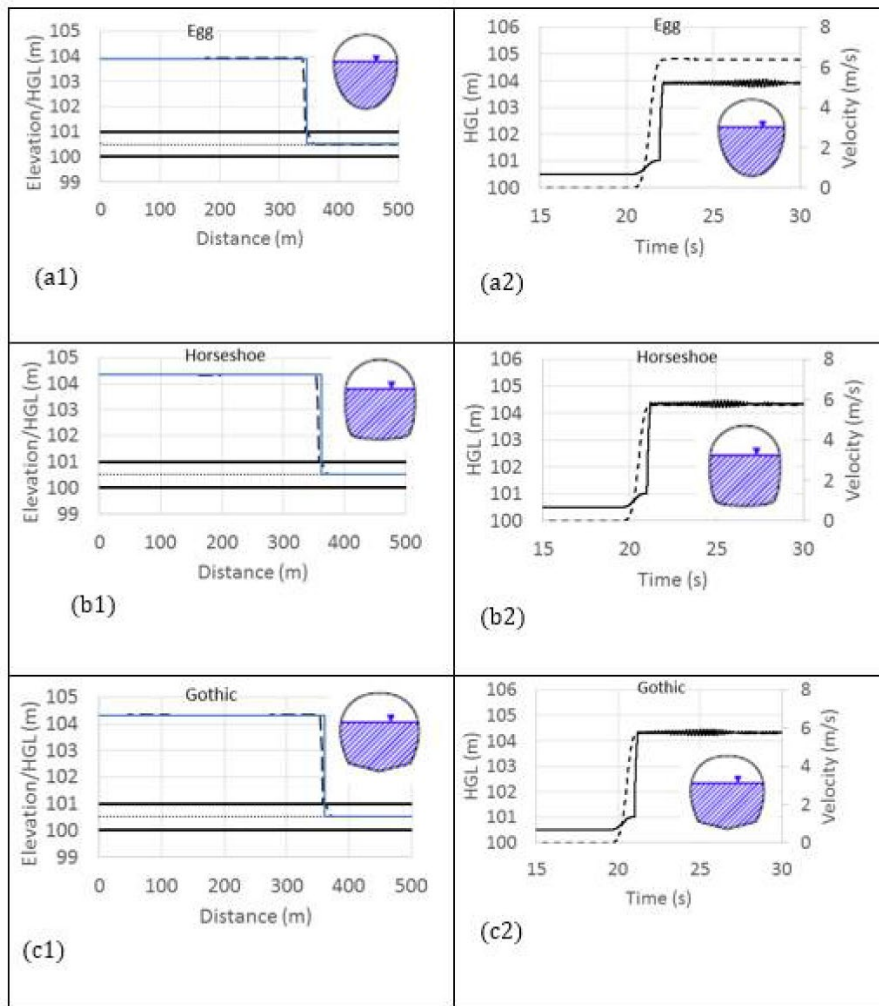 Egg
Elevation/HGL (m)
105
104
103
102
101
100
99
0 100 200 300 400 500
Distance (m)
(a1)
Egg
HGL (m)
106
105
104
103
102
101
100
8
6
4
2
0
Velocity (m/s)
15 20 25 30
Time (s)
(a2)
Horseshoe
Elevation/HGL (m)
105
104
103
102
101
100
99
0 100 200 300 400 500
Distance (m)
(b1)
Horseshoe
HGL (m)
106
105
104
103
102
101
100
8
6
4
2
0
Velocity (m/s)
15 20 25 30
Time (s)
(b2)
Gothic
Elevation/HGL (m)
105
104
103
102
101
100
99
0 100 200 300 400 500
Distance (m)
(c1)
Gothic
HGL (m)
106
105
104
103
102
101
100
8
6
4
2
0
Velocity (m/s)
15 20 25 30
Time (s)
(c2)